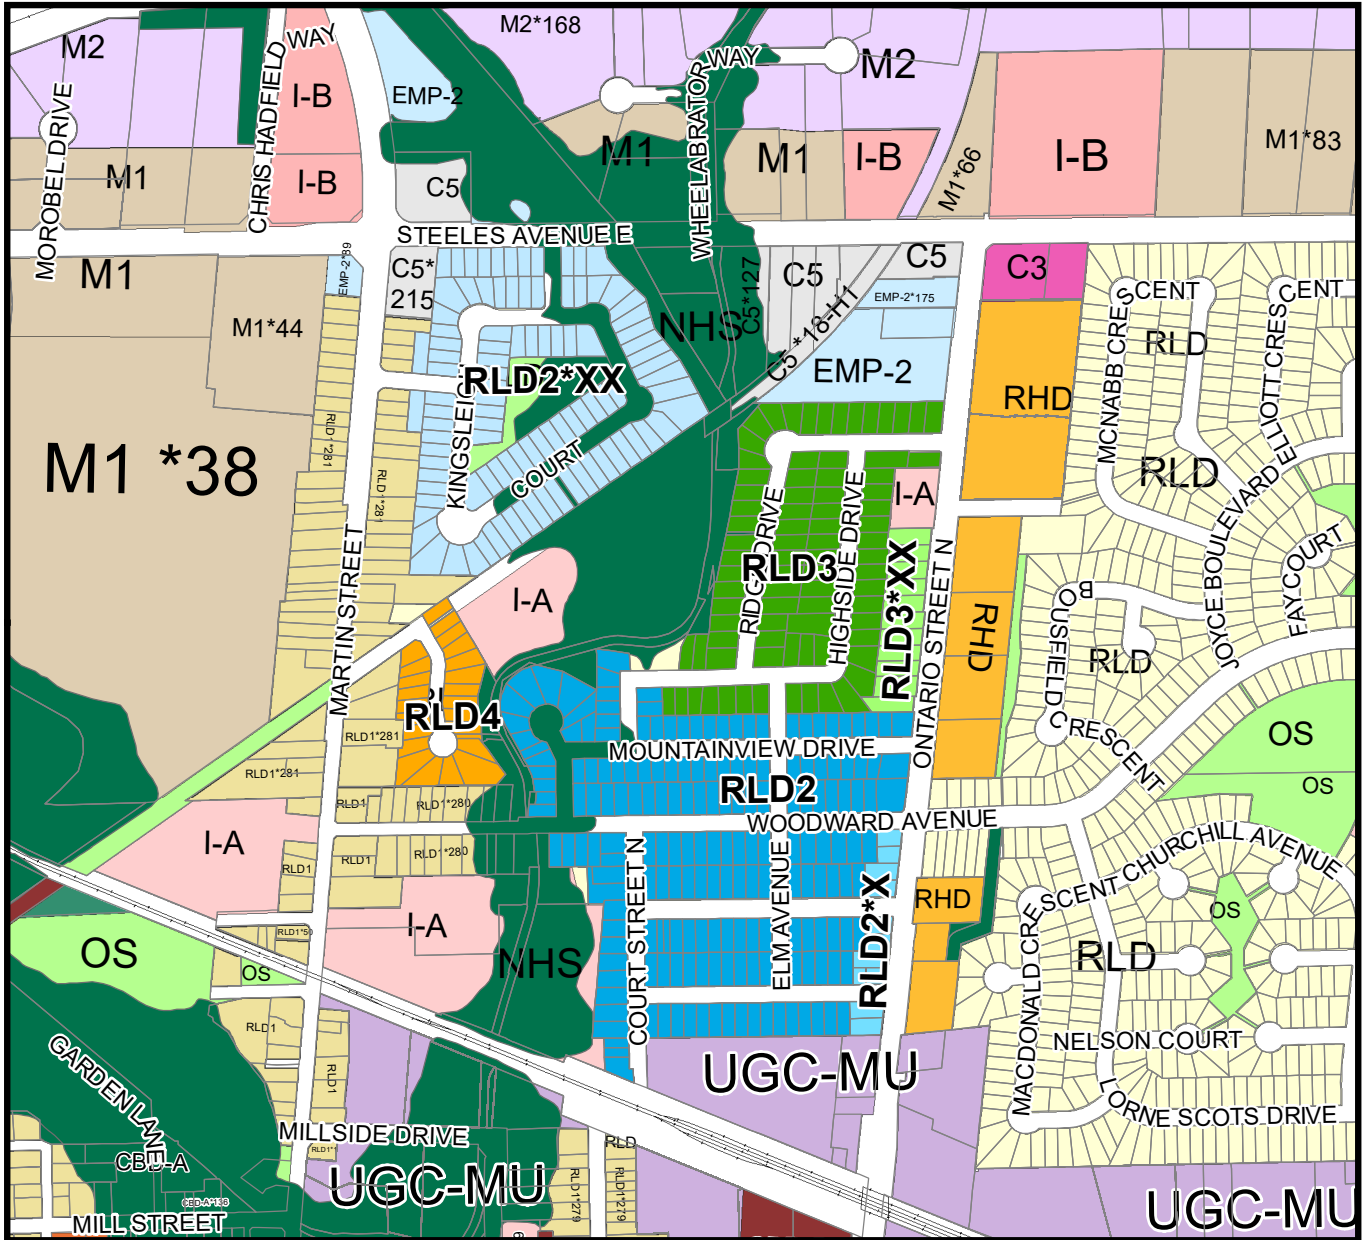 M2*168
M2
CHRIS HADFIELD WAY
WHEELABRATOR WAY
M2
I-B
EMP-2
MOROBEL DRIVE
M1
M1
I-B
M1*66
I-B
M1*83
M1
I-B
C5
STEELES AVENUE E
M1
EMP-2*89
C5*
215
C5*127
C5
C5
C3
EMP-2*175
C5 *18-H1
M1*44
NHS
EMP-2
MCNABB CRESCENT
RLD
ELLIOTT CRESCENT
RLD2*XX
RHD
KINGSLEIGH COURT
RLD1*281
RLD1*281
M1 *38
RLD
I-A
RIDGE DRIVE
HIGHSIDE DRIVE
JOYCE BOULEVARD
FAY COURT
MARTIN STREET
RLD3
RLD3*XX
ONTARIO STREET N
I-A
RHD
BOUSFIELD CRESCENT
RLD
RLD4
RLD1*281
OS
MOUNTAINVIEW DRIVE
RLD1*281
OS
RLD2
RLD1
RLD1*280
WOODWARD AVENUE
I-A
RLD1
RLD1*280
RLD1
CHURCHILL AVENUE
COURT STREET N
ELM AVENUE
RLD2*X
RHD
MACDONALD CRESCENT
OS
I-A
OS
RLD1*50
NHS
RLD
OS
RLD1
NELSON COURT
GARDEN LANE
RLD1
UGC-MU
LORNE SCOTS DRIVE
MILLSIDE DRIVE
RLD
CBD-A
RLD1*1
UGC-MU
RLD1*279
RLD1*279
CBD-A*136
MILL STREET
UGC-MU